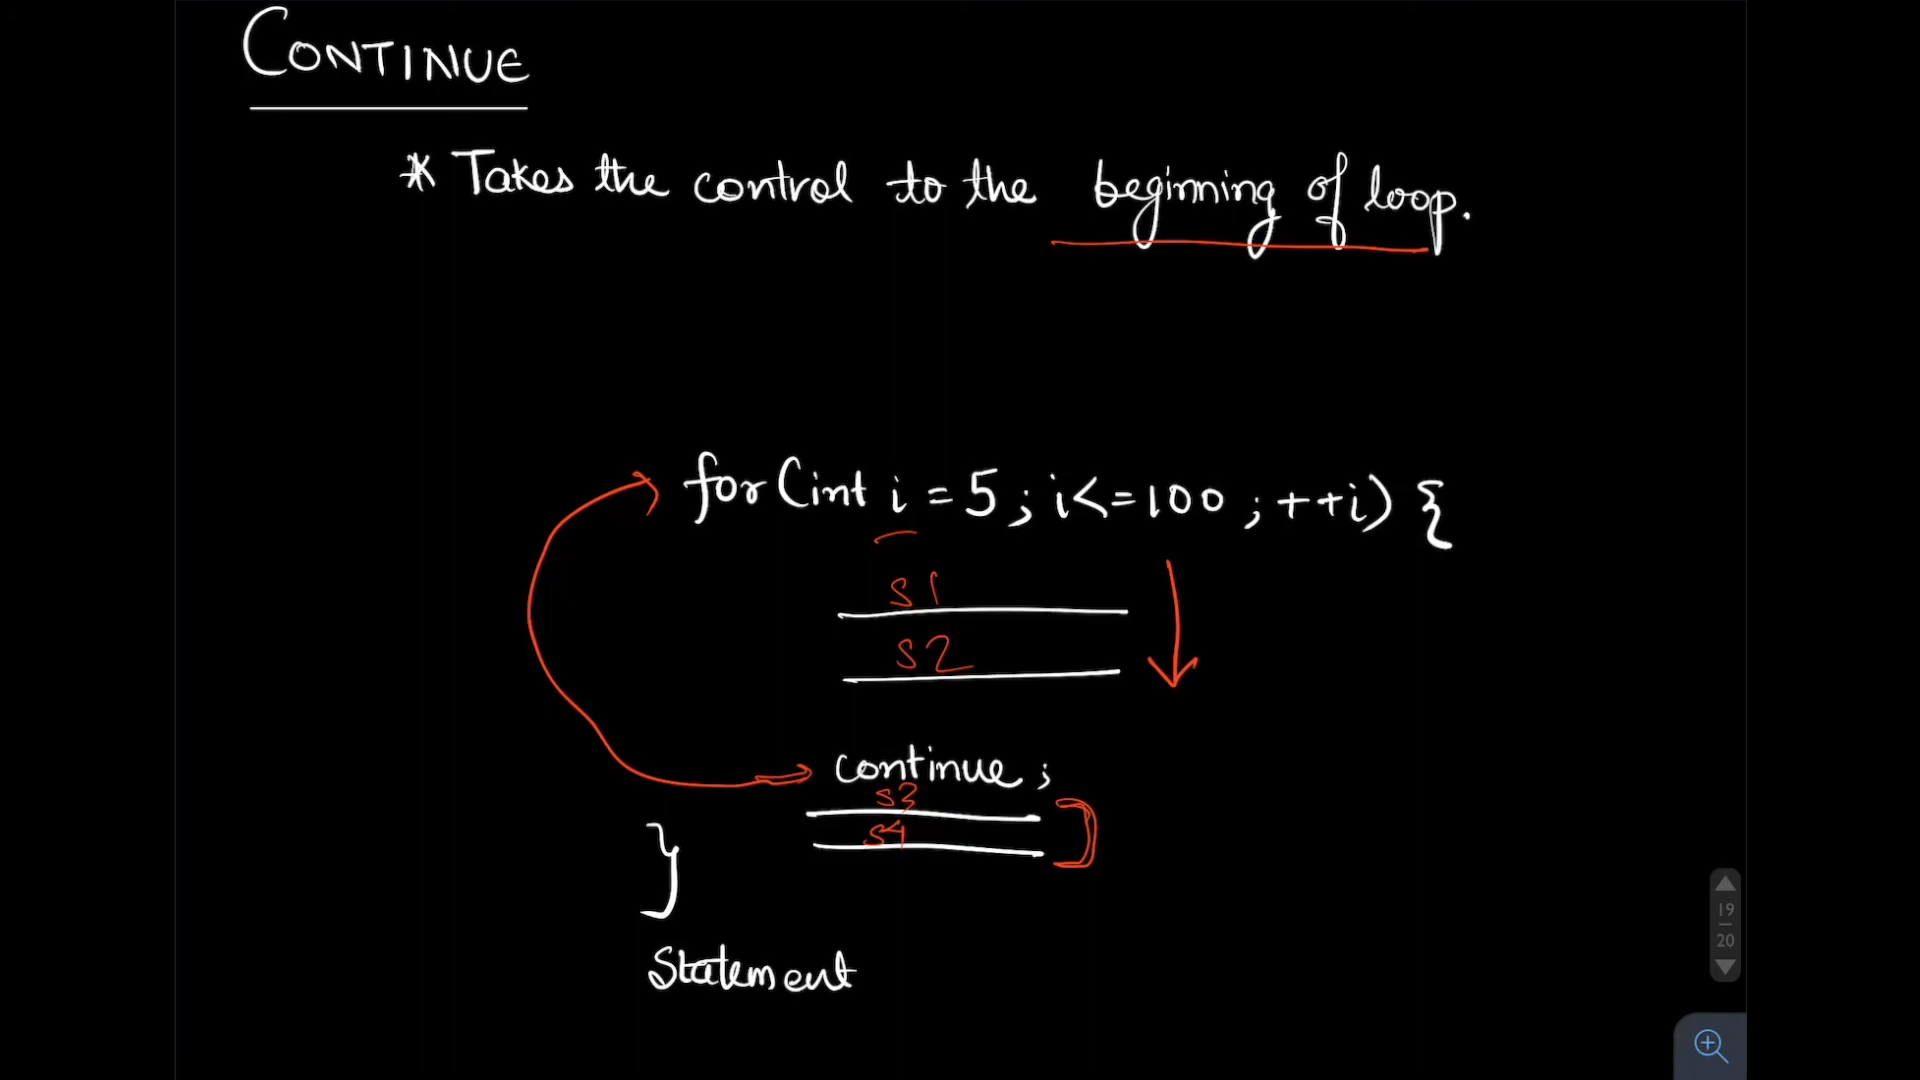 CONTINUE
* Takes the control to the beginning of loop.
for (int i = 5 ; i <= 100 ; ++i) {
S1
S2
continue ;
S3
S4
}
Statement
19
20